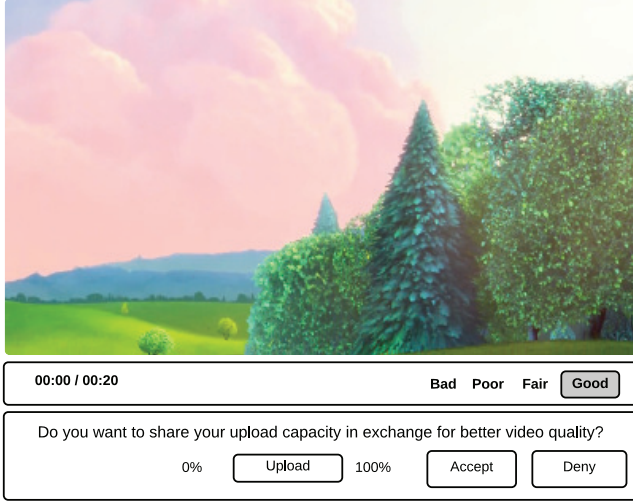 00:00 / 00:20 Bad Poor Fair Good
Do you want to share your upload capacity in exchange for better video quality?
0% Upload 100% Accept Deny